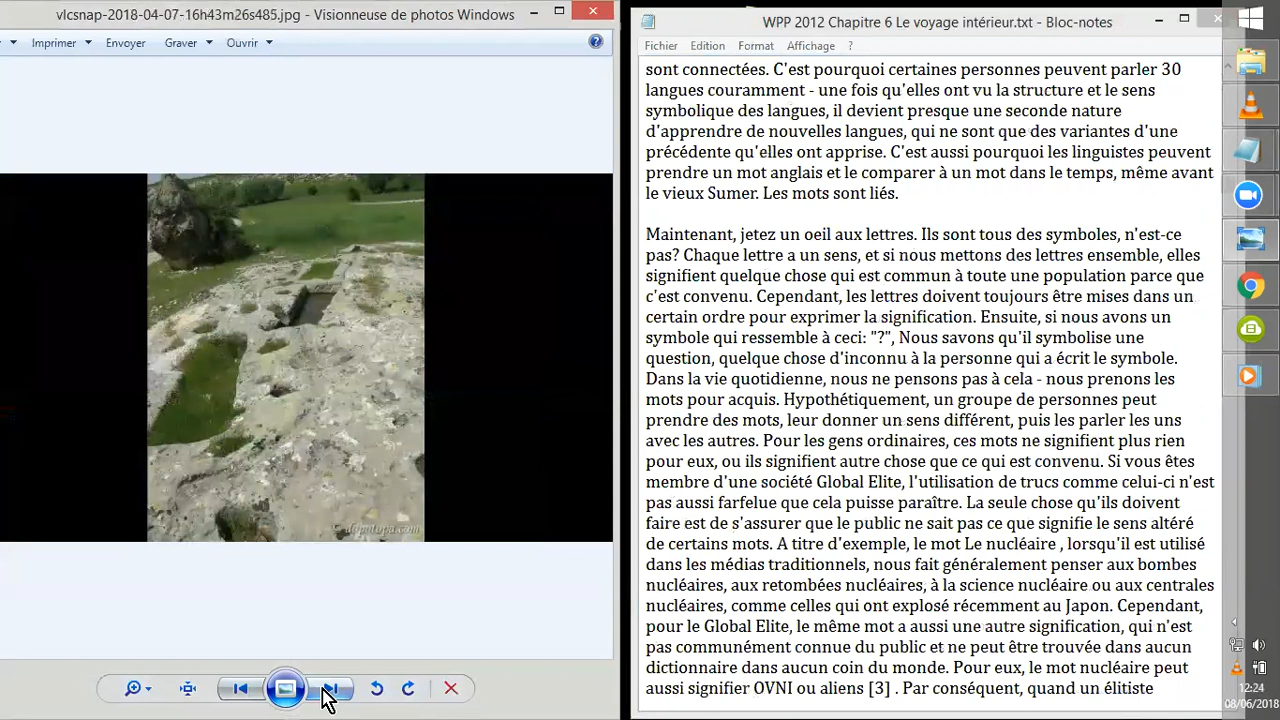 vlcsnap-2018-04-07-16h43m26s485.jpg - Visionneuse de photos Windows
Imprimer Envoyer Graver Ouvrir
WPP 2012 Chapitre 6 Le voyage intérieur.txt - Bloc-notes
Fichier Edition Format Affichage ?
sont connectées. C'est pourquoi certaines personnes peuvent parler 30
langues couramment - une fois qu'elles ont vu la structure et le sens
symbolique des langues, il devient presque une seconde nature
d'apprendre de nouvelles langues, qui ne sont que des variantes d'une
précédente qu'elles ont apprise. C'est aussi pourquoi les linguistes peuvent
prendre un mot anglais et le comparer à un mot dans le temps, même avant
le vieux Sumer. Les mots sont liés.
Maintenant, jetez un oeil aux lettres. Ils sont tous des symboles, n'est-ce
pas? Chaque lettre a un sens, et si nous mettons des lettres ensemble, elles
signifient quelque chose qui est commun à toute une population parce que
c'est convenu. Cependant, les lettres doivent toujours être mises dans un
certain ordre pour exprimer la signification. Ensuite, si nous avons un
symbole qui ressemble à ceci: "?", Nous savons qu'il symbolise une
question, quelque chose d'inconnu à la personne qui a écrit le symbole.
Dans la vie quotidienne, nous ne pensons pas à cela - nous prenons les
mots pour acquis. Hypothétiquement, un groupe de personnes peut
prendre des mots, leur donner un sens différent, puis les parler les uns
avec les autres. Pour les gens ordinaires, ces mots ne signifient plus rien
pour eux, ou ils signifient autre chose que ce qui est convenu. Si vous êtes
membre d'une société Global Elite, l'utilisation de trucs comme celui-ci n'est
pas aussi farfelue que cela puisse paraître. La seule chose qu'ils doivent
faire est de s'assurer que le public ne sait pas ce que signifie le sens altéré
de certains mots. A titre d'exemple, le mot Le nucléaire , lorsqu'il est utilisé
dans les médias traditionnels, nous fait généralement penser aux bombes
nucléaires, aux retombées nucléaires, à la science nucléaire ou aux centrales
nucléaires, comme celles qui ont explosé récemment au Japon. Cependant,
pour le Global Elite, le même mot a aussi une autre signification, qui n'est
pas communément connue du public et ne peut être trouvée dans aucun
dictionnaire dans aucun coin du monde. Pour eux, le mot nucléaire peut
aussi signifier OVNI ou aliens [3] . Par conséquent, quand un élitiste
12:24
08/06/2018